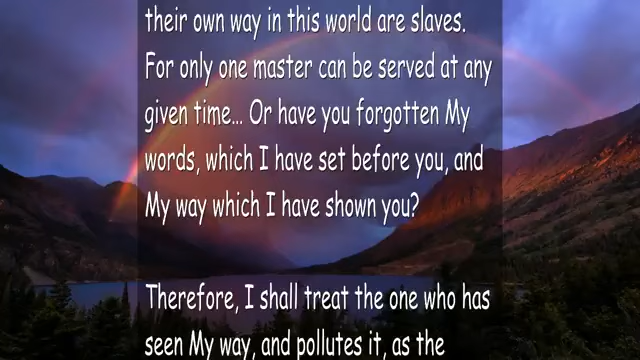 their own way in this world are slaves.
For only one master can be served at any
given time... Or have you forgotten My
words, which I have set before you, and
My way which I have shown you?
Therefore, I shall treat the one who has
seen My way, and pollutes it, as the